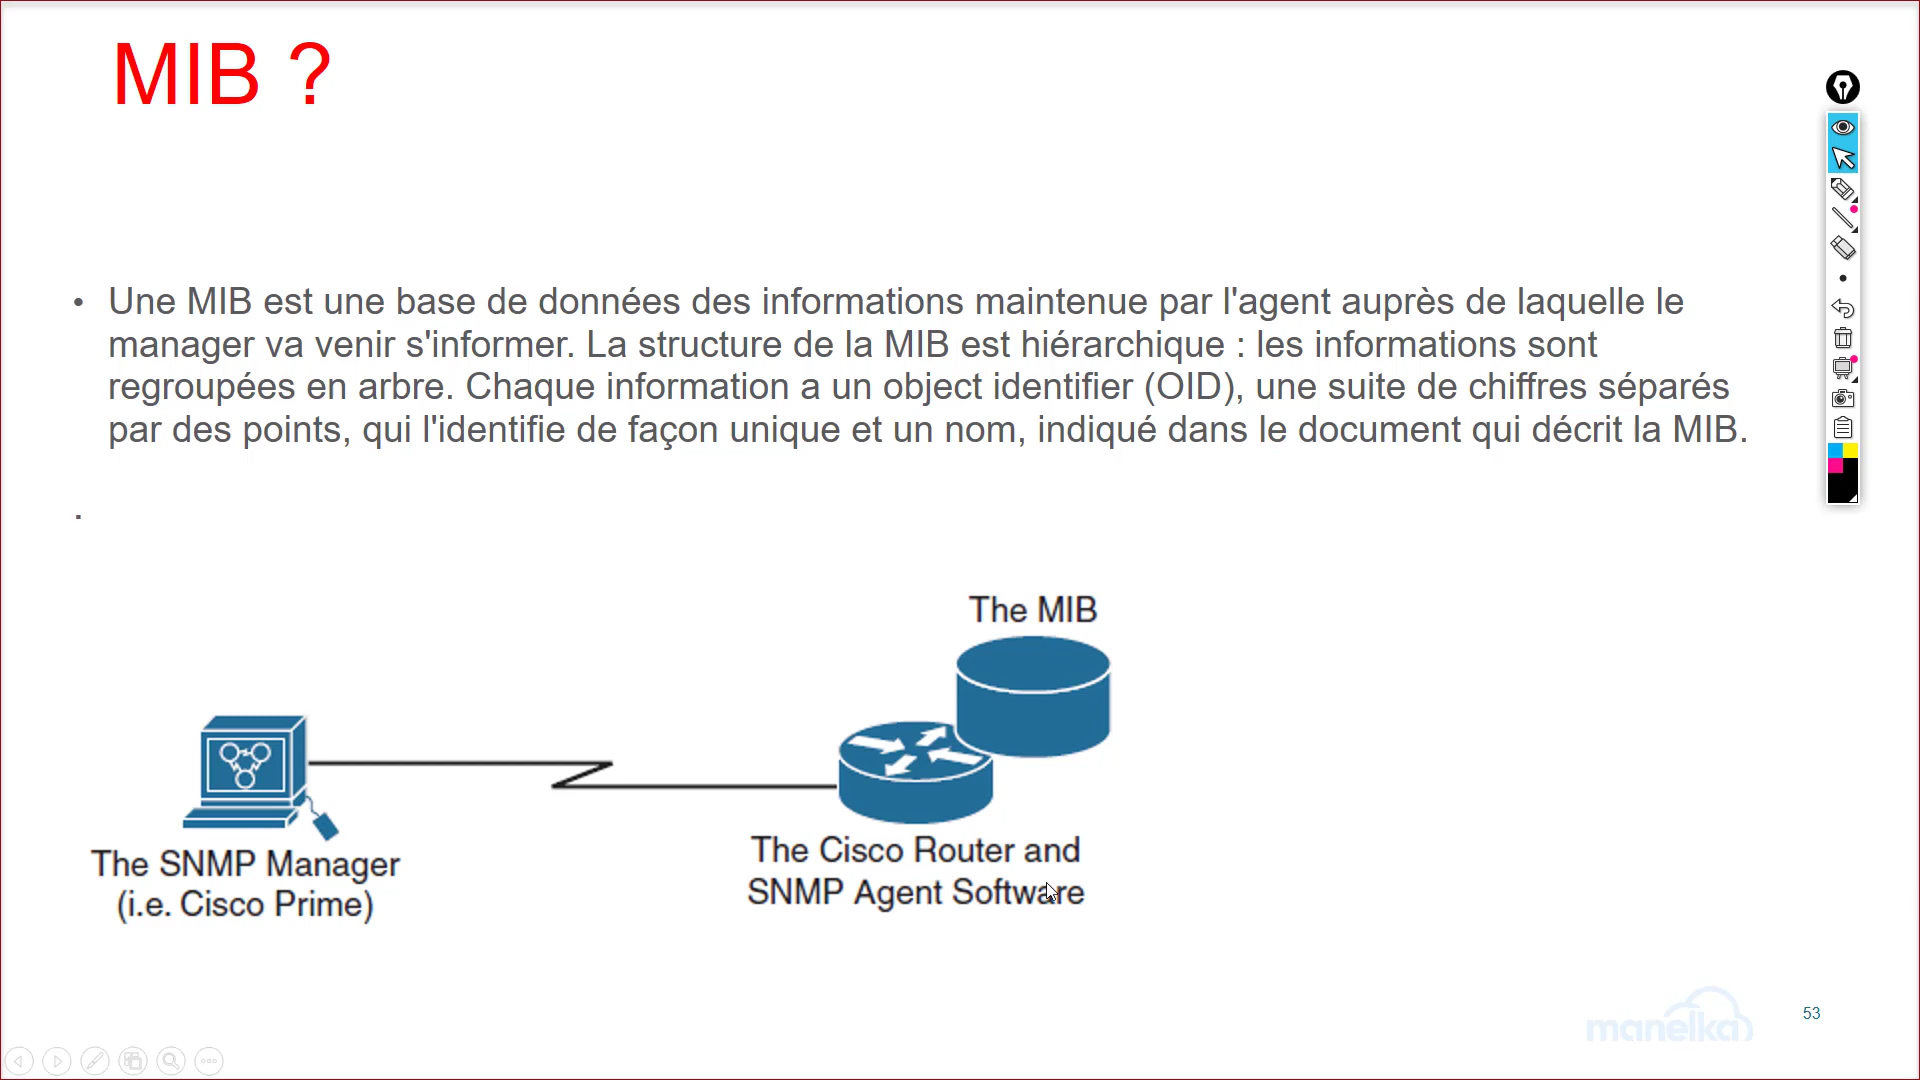 MIB ?
• Une MIB est une base de données des informations maintenue par l'agent auprès de laquelle le
manager va venir s'informer. La structure de la MIB est hiérarchique : les informations sont
regroupées en arbre. Chaque information a un object identifier (OID), une suite de chiffres séparés
par des points, qui l'identifie de façon unique et un nom, indiqué dans le document qui décrit la MIB.
.
The MIB
The SNMP Manager
(i.e. Cisco Prime)
The Cisco Router and
SNMP Agent Software
manelka
53